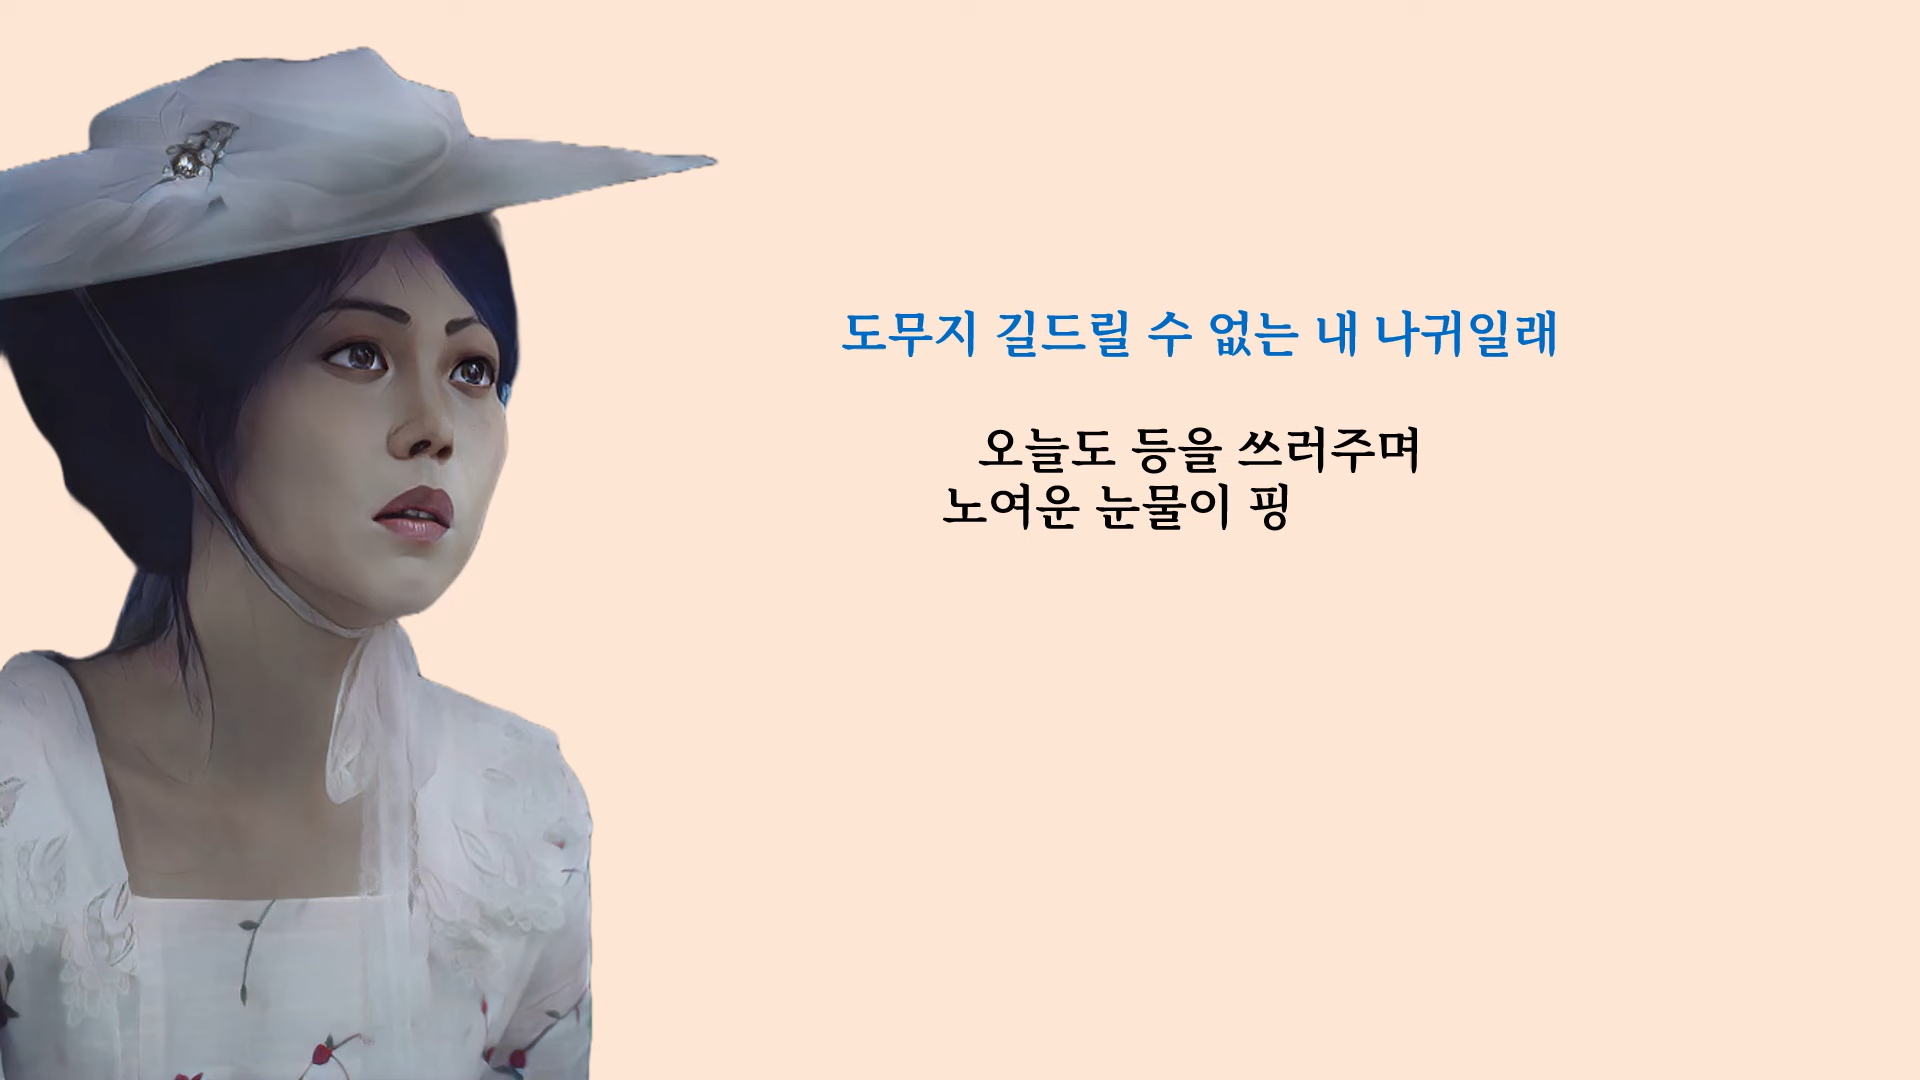 도무지 길드릴 수 없는 내 나귀일래
오늘도 등을 쓰러주며
노여운 눈물이 핑